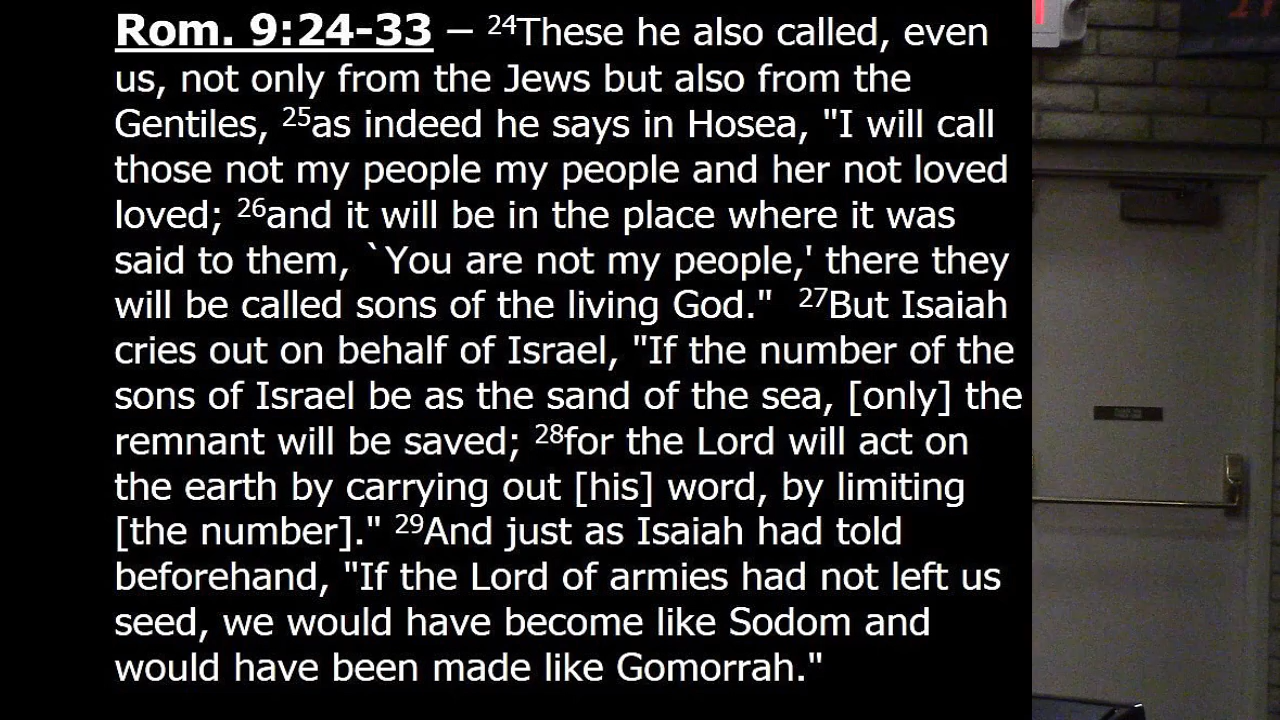 Rom. 9:24-33 – 24These he also called, even
us, not only from the Jews but also from the
Gentiles, 25as indeed he says in Hosea, "I will call
those not my people my people and her not loved
loved; 26and it will be in the place where it was
said to them, `You are not my people,' there they
will be called sons of the living God."  27But Isaiah
cries out on behalf of Israel, "If the number of the
sons of Israel be as the sand of the sea, [only] the
remnant will be saved; 28for the Lord will act on
the earth by carrying out [his] word, by limiting
[the number]." 29And just as Isaiah had told
beforehand, "If the Lord of armies had not left us
seed, we would have become like Sodom and
would have been made like Gomorrah."